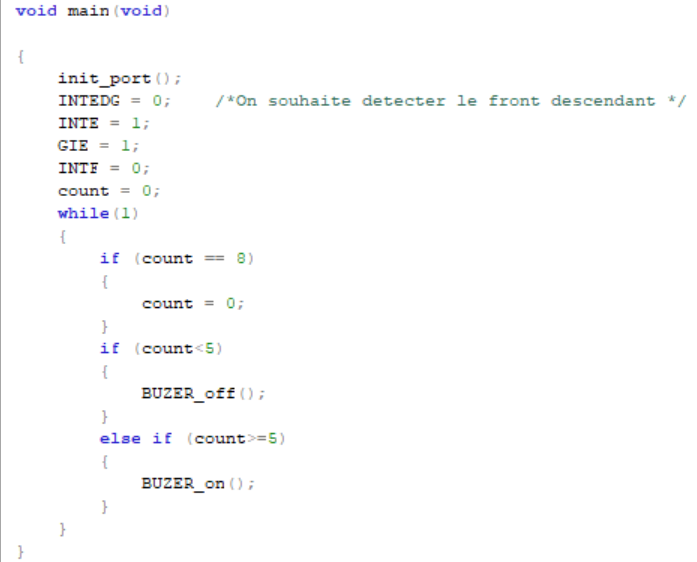 void main(void)
{
init_port();
INTEDG = 0; /*On souhaite detecter le front descendant */
INTE = 1;
GIE = 1;
INTF = 0;
count = 0;
while(1)
{
if (count == 8)
{
count = 0;
}
if (count<5)
{
BUZER_off();
}
else if (count>=5)
{
BUZER_on();
}
}
}